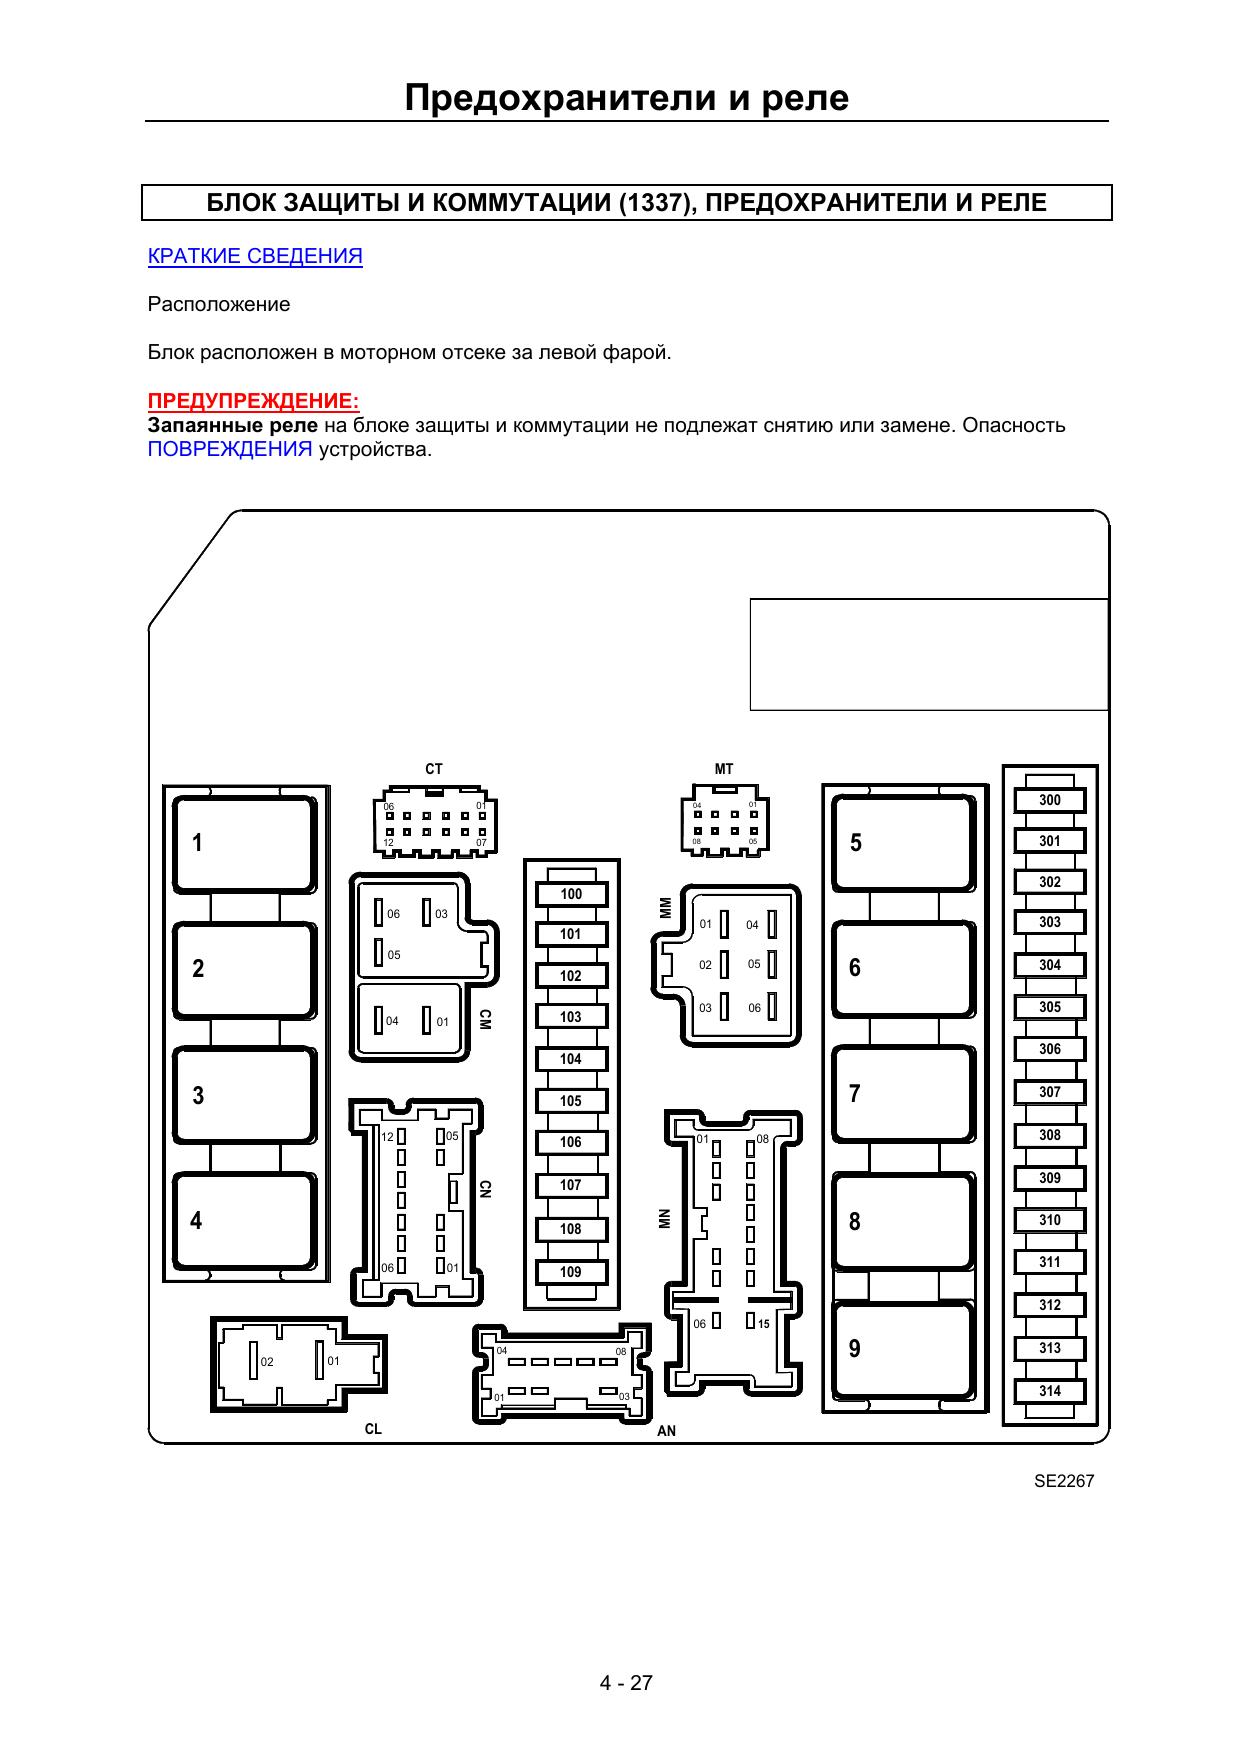 Предохранители и реле
БЛОК ЗАЩИТЫ И КОММУТАЦИИ (1337), ПРЕДОХРАНИТЕЛИ И РЕЛЕ
КРАТКИЕ СВЕДЕНИЯ
Расположение
Блок расположен в моторном отсеке за левой фарой.
ПРЕДУПРЕЖДЕНИЕ:
Запаянные реле на блоке защиты и коммутации не подлежат снятию или замене. Опасность
ПОВРЕЖДЕНИЯ устройства.
1
2
3
4
CT
06 01
12 07
06 03
05
04 01
CM
12 05
06 01
CN
02 01
CL
100
101
102
103
104
105
106
107
108
109
04 08
01 03
AN
MT
04 01
08 05
MM
01 04
02 05
03 06
MN
01 08
06 15
5
6
7
8
9
300
301
302
303
304
305
306
307
308
309
310
311
312
313
314
SE2267
4 - 27